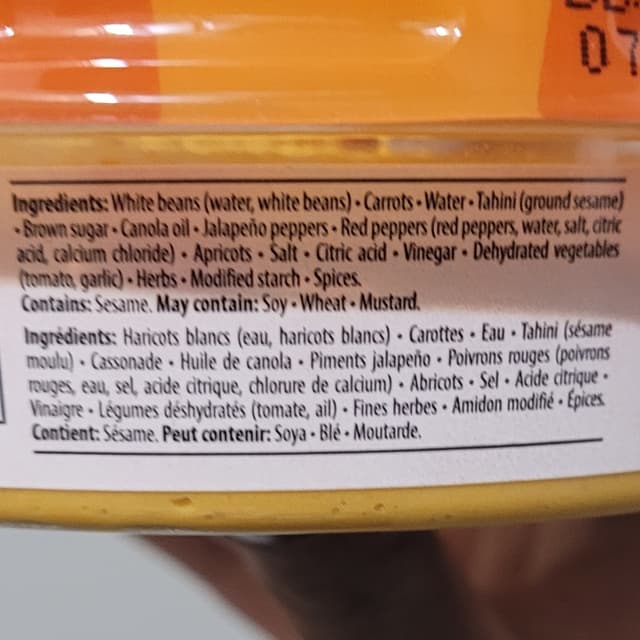 07
Ingredients: White beans (water, white beans) • Carrots • Water • Tahini (ground sesame)
• Brown sugar • Canola oil • Jalapeño peppers • Red peppers (red peppers, water, salt, citric
acid, calcium chloride) • Apricots • Salt • Citric acid • Vinegar • Dehydrated vegetables
(tomato, garlic) • Herbs • Modified starch • Spices.
Contains: Sesame. May contain: Soy • Wheat • Mustard.
Ingrédients: Haricots blancs (eau, haricots blancs) • Carottes • Eau • Tahini (sésame
moulu) • Cassonade • Huile de canola • Piments jalapeño • Poivrons rouges (poivrons
rouges, eau, sel, acide citrique, chlorure de calcium) • Abricots • Sel • Acide citrique •
Vinaigre • Légumes déshydratés (tomate, ail) • Fines herbes • Amidon modifié • Épices.
Contient: Sésame. Peut contenir: Soya • Blé • Moutarde.